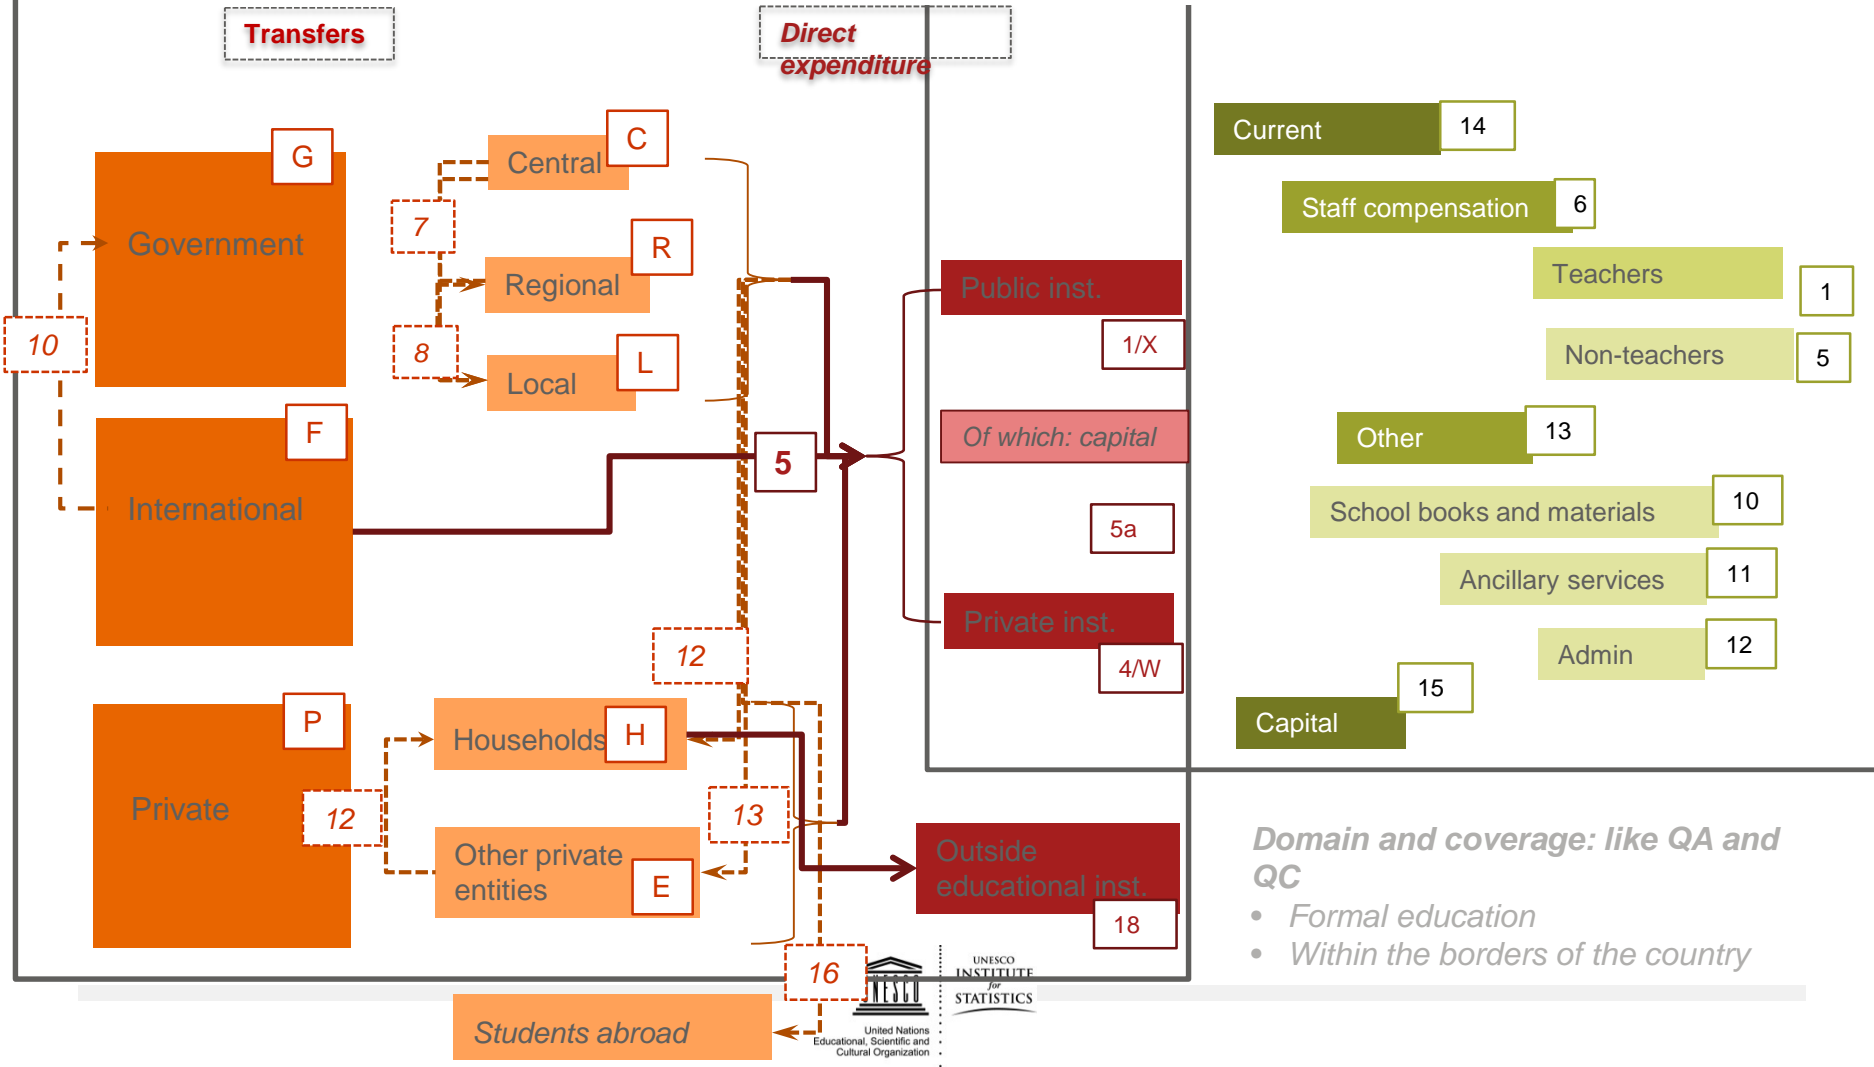 Transfers
Direct
expenditure
G
Government
10
F
International
P
Private
12
C
Central
7
R
Regional
8
L
Local
5
12
Households
H
13
Other private
entities
E
16
Students abroad
Public inst.
1/X
Of which: capital
5a
Private inst.
4/W
Outside
educational inst.
18
Current
14
Staff compensation
6
Teachers
1
Non-teachers
5
Other
13
School books and materials
10
Ancillary services
11
Admin
12
15
Capital
Domain and coverage: like QA and
QC
• Formal education
• Within the borders of the country
UNESCO
United Nations
Educational, Scientific and
Cultural Organization
UNESCO
INSTITUTE
for
STATISTICS